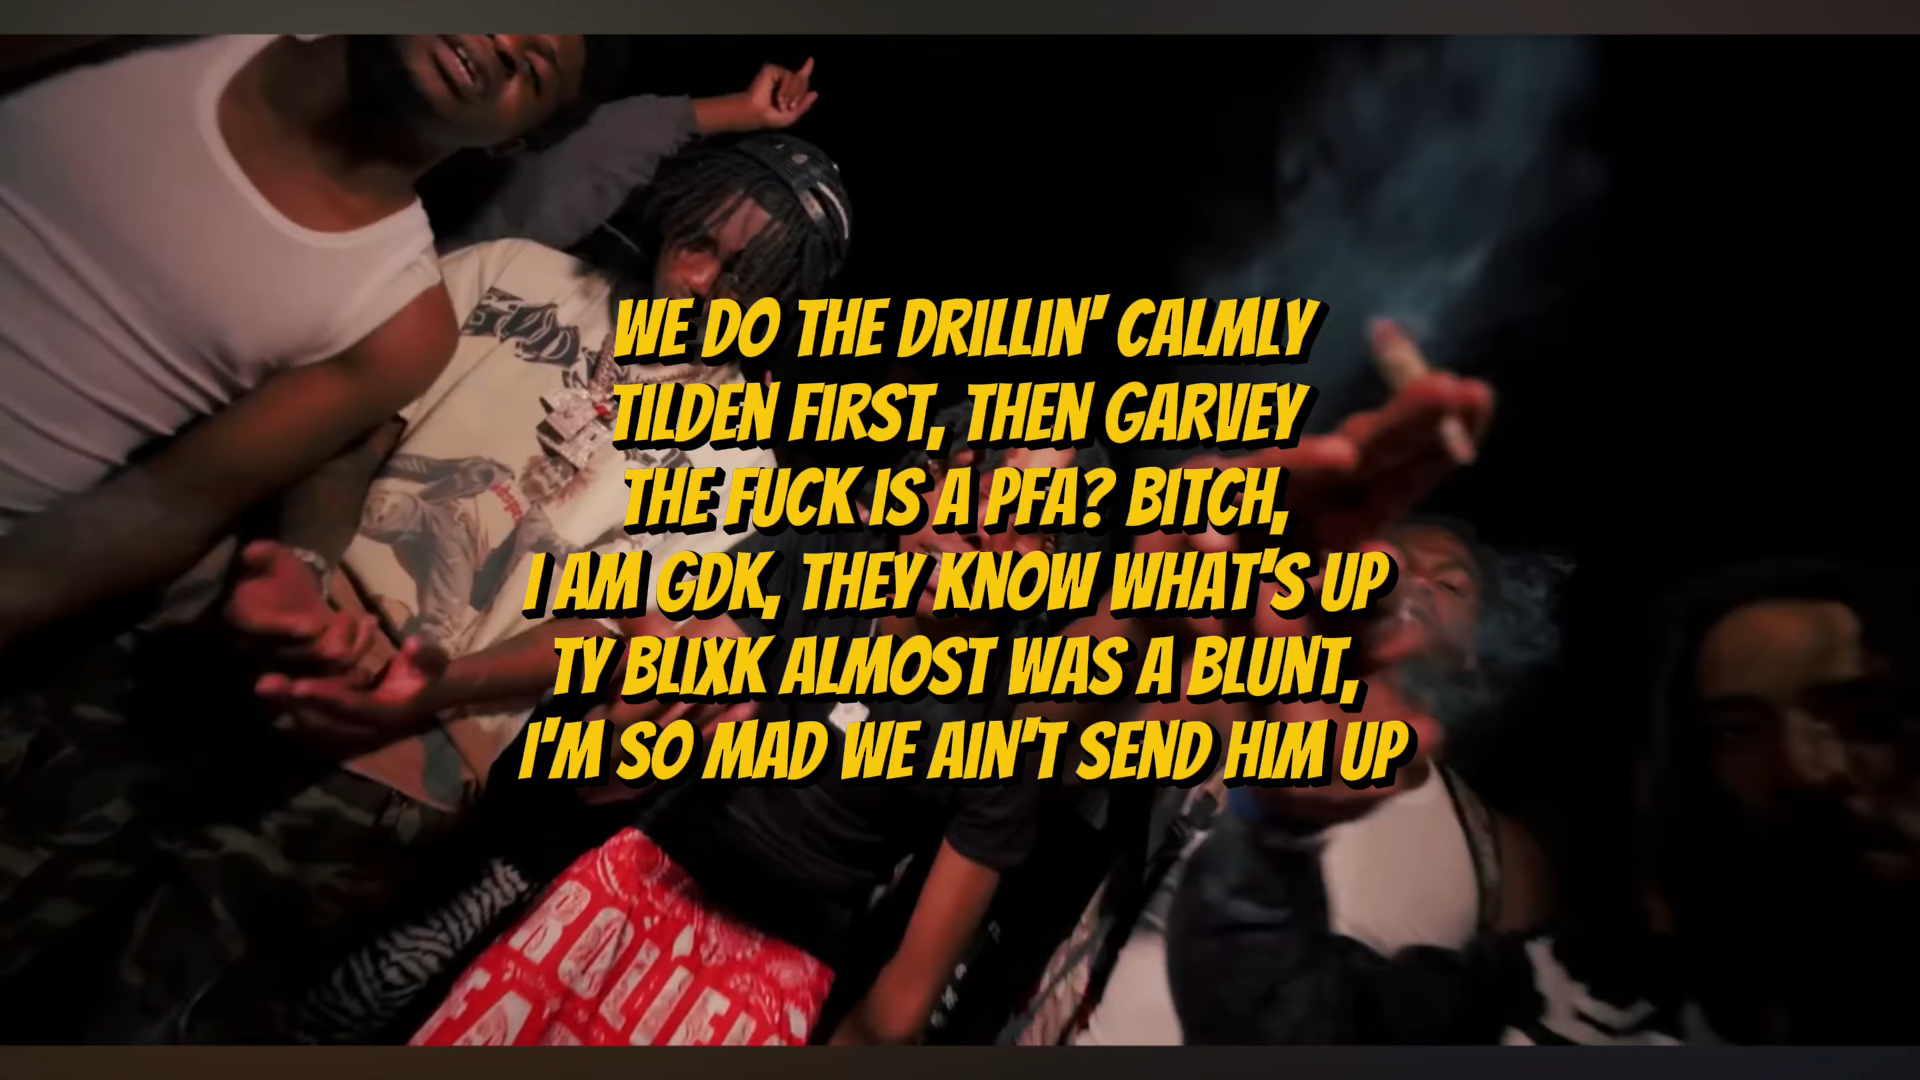 WE DO THE DRILLIN' CALMLY
TILDEN FIRST, THEN GARVEY
THE FUCK IS A PFA? BITCH,
I AM GDK, THEY KNOW WHAT'S UP
TY BLIXK ALMOST WAS A BLUNT,
I'M SO MAD WE AIN'T SEND HIM UP